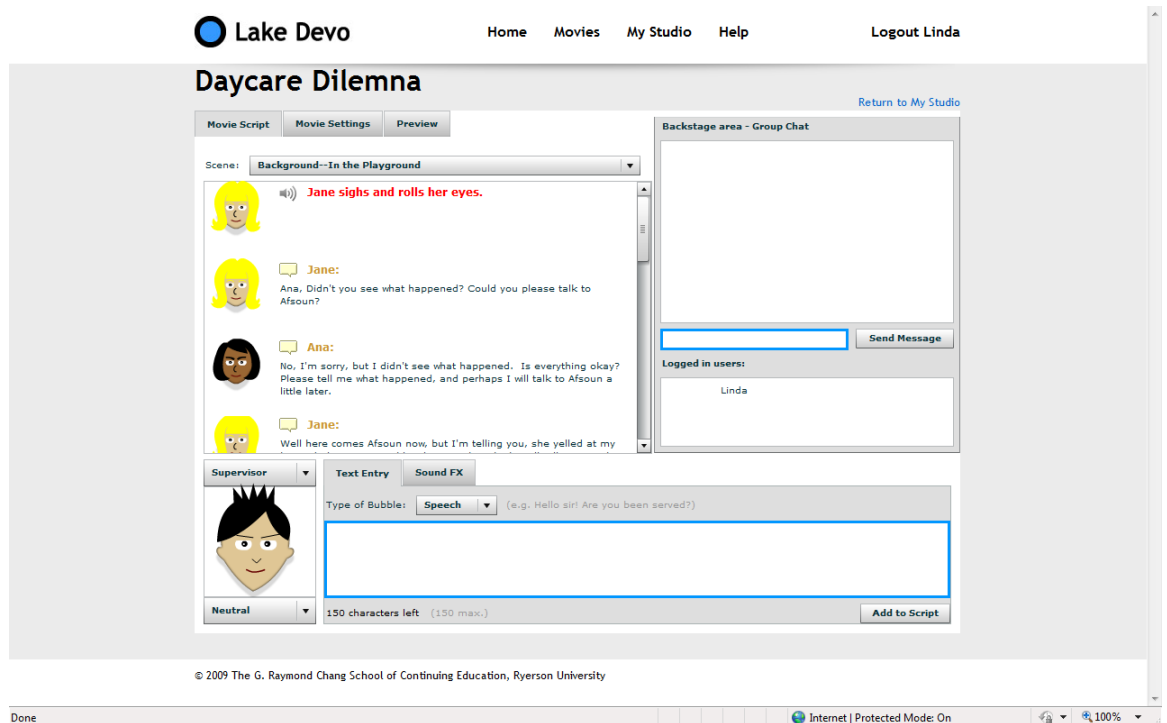 Lake Devo
Home Movies My Studio Help Logout Linda
Daycare Dilemna
Return to My Studio
Movie Script Movie Settings Preview
Scene: Background--In the Playground
Jane sighs and rolls her eyes.
Jane:
Ana, Didn't you see what happened? Could you please talk to
Afsoun?
Ana:
No, I'm sorry, but I didn't see what happened. Is everything okay?
Please tell me what happened, and perhaps I will talk to Afsoun a
little later.
Jane:
Well here comes Afsoun now, but I'm telling you, she yelled at my
Backstage area - Group Chat
Send Message
Logged in users:
Linda
Supervisor
Neutral
Text Entry Sound FX
Type of Bubble: Speech (e.g. Hello sir! Are you been served?)
150 characters left (150 max.)
Add to Script
© 2009 The G. Raymond Chang School of Continuing Education, Ryerson University
Done Internet | Protected Mode: On 100%